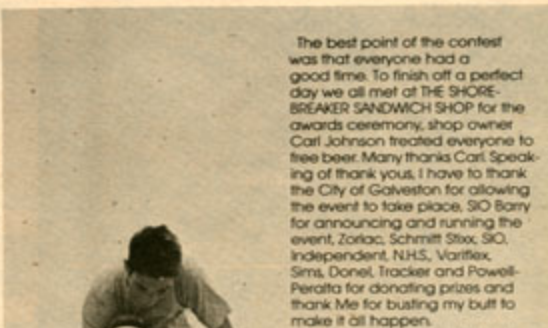 The best point of the contest
was that everyone had a
good time. To finish off a perfect
day we all met at THE SHORE-
BREAKER SANDWICH SHOP for the
awards ceremony, shop owner
Carl Johnson treated everyone to
free beer. Many thanks Carl. Speak-
ing of thank yous, I have to thank
the City of Galveston for allowing
the event to take place, SIO Barry
for announcing and running the
event, Zorlac, Schmitt Stixx, SIO,
Independent, N.H.S., Variflex,
Sims, Donel, Tracker and Powell-
Peralta for donating prizes and
thank Me for busting my butt to
make it all happen.